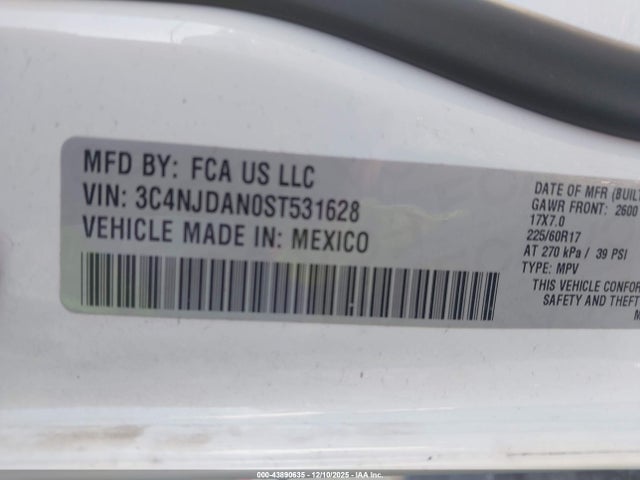 MFD BY: FCA US LLC
VIN: 3C4NJDAN0ST531628
VEHICLE MADE IN: MEXICO
DATE OF MFR (BUILT
GAWR FRONT: 2600
17X7.0
225/60R17
AT 270 kPa / 39 PSI
TYPE: MPV
THIS VEHICLE CONFOR
SAFETY AND THEFT
M
000-43890635 - 12/10/2025 - IAA Inc.